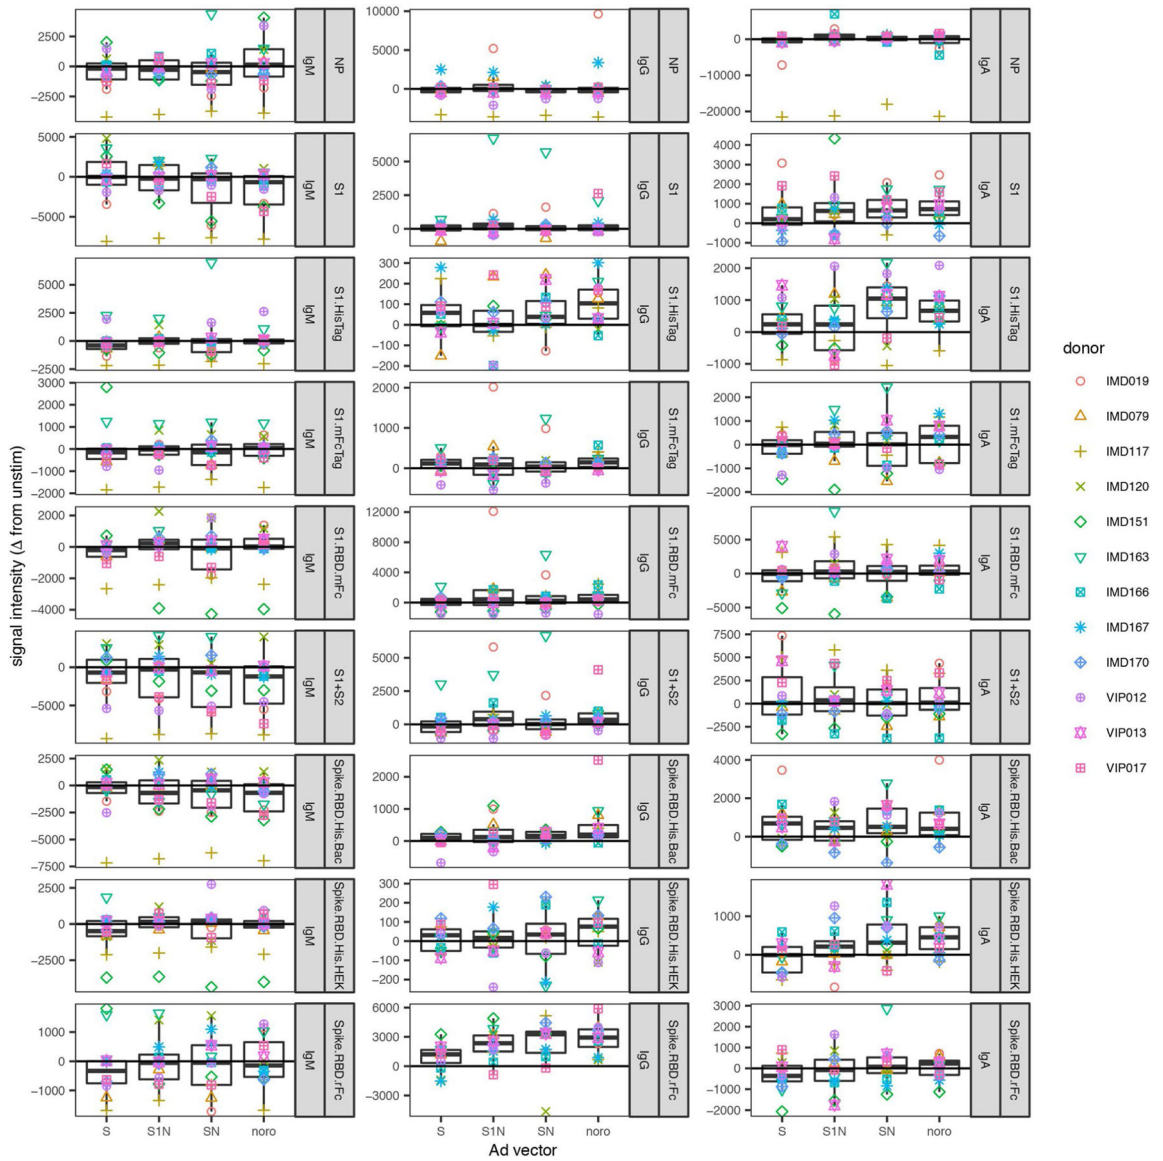 2500
0
−2500
IgM
NP
10000
5000
0
IgG
NP
0
−10000
−20000
IgA
NP
5000
0
−5000
IgM
S1
5000
2500
0
IgG
S1
4000
3000
2000
1000
0
−1000
IgA
S1
5000
2500
0
−2500
IgM
S1.HisTag
300
200
100
0
−100
−200
IgG
S1.HisTag
2000
1000
0
−1000
IgA
S1.HisTag
3000
2000
1000
0
−1000
−2000
IgM
S1.mFcTag
2000
1000
0
IgG
S1.mFcTag
2000
1000
0
−1000
−2000
IgA
S1.mFcTag
2000
0
−2000
−4000
IgM
S1.RBD.mFc
12000
8000
4000
0
IgG
S1.RBD.mFc
5000
0
−5000
IgA
S1.RBD.mFc
0
−5000
IgM
S1+S2
5000
2500
0
IgG
S1+S2
7500
5000
2500
0
−2500
IgA
S1+S2
2500
0
−2500
−5000
−7500
IgM
Spike.RBD.His.Bac
2000
1000
0
IgG
Spike.RBD.His.Bac
4000
2000
0
IgA
Spike.RBD.His.Bac
2500
0
−2500
IgM
Spike.RBD.His.HEK
300
200
100
0
−100
−200
IgG
Spike.RBD.His.HEK
1000
0
IgA
Spike.RBD.His.HEK
1000
0
−1000
IgM
Spike.RBD.rFc
6000
3000
0
−3000
IgG
Spike.RBD.rFc
3000
2000
1000
0
−1000
−2000
IgA
Spike.RBD.rFc
S S1N SN noro
S S1N SN noro
S S1N SN noro
Ad vector
signal intensity (Δ from unstim)
donor
IMD019
IMD079
IMD117
IMD120
IMD151
IMD163
IMD166
IMD167
IMD170
VIP012
VIP013
VIP017